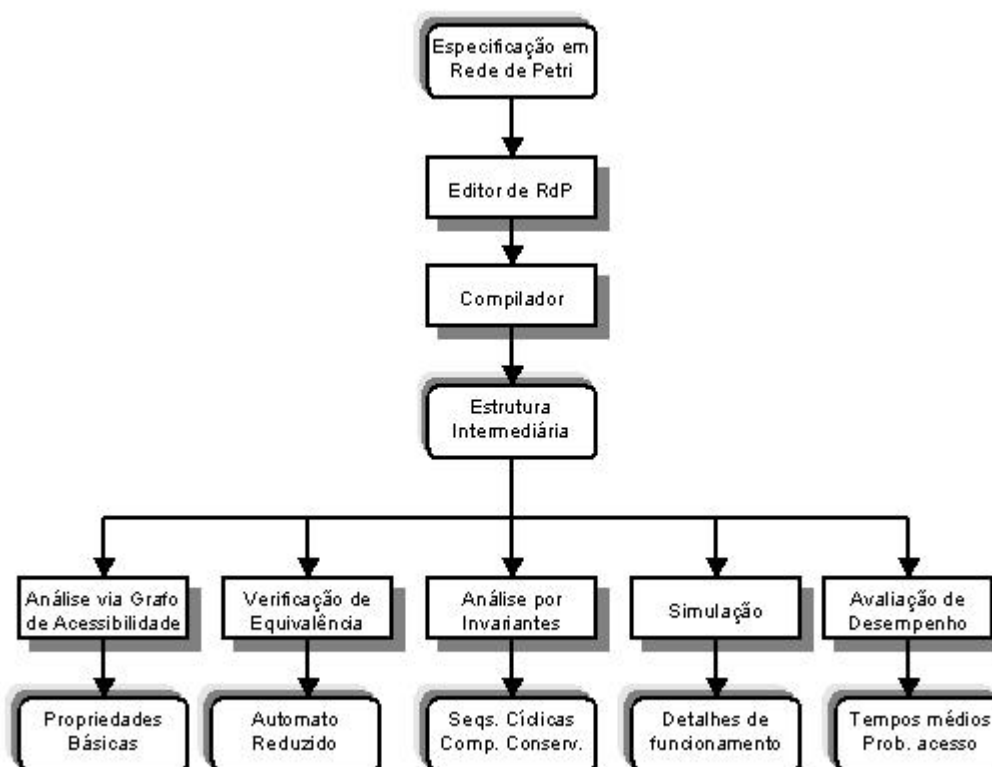 Especificação em
Rede de Petri
Editor de RdP
Compilador
Estrutura
Intermediária
Análise via Grafo
de Acessibilidade
Verificação de
Equivalência
Análise por
Invariantes
Simulação
Avaliação de
Desempenho
Propriedades
Básicas
Automato
Reduzido
Seqs. Cíclicas
Comp. Conserv.
Detalhes de
funcionamento
Tempos médios
Prob. acesso